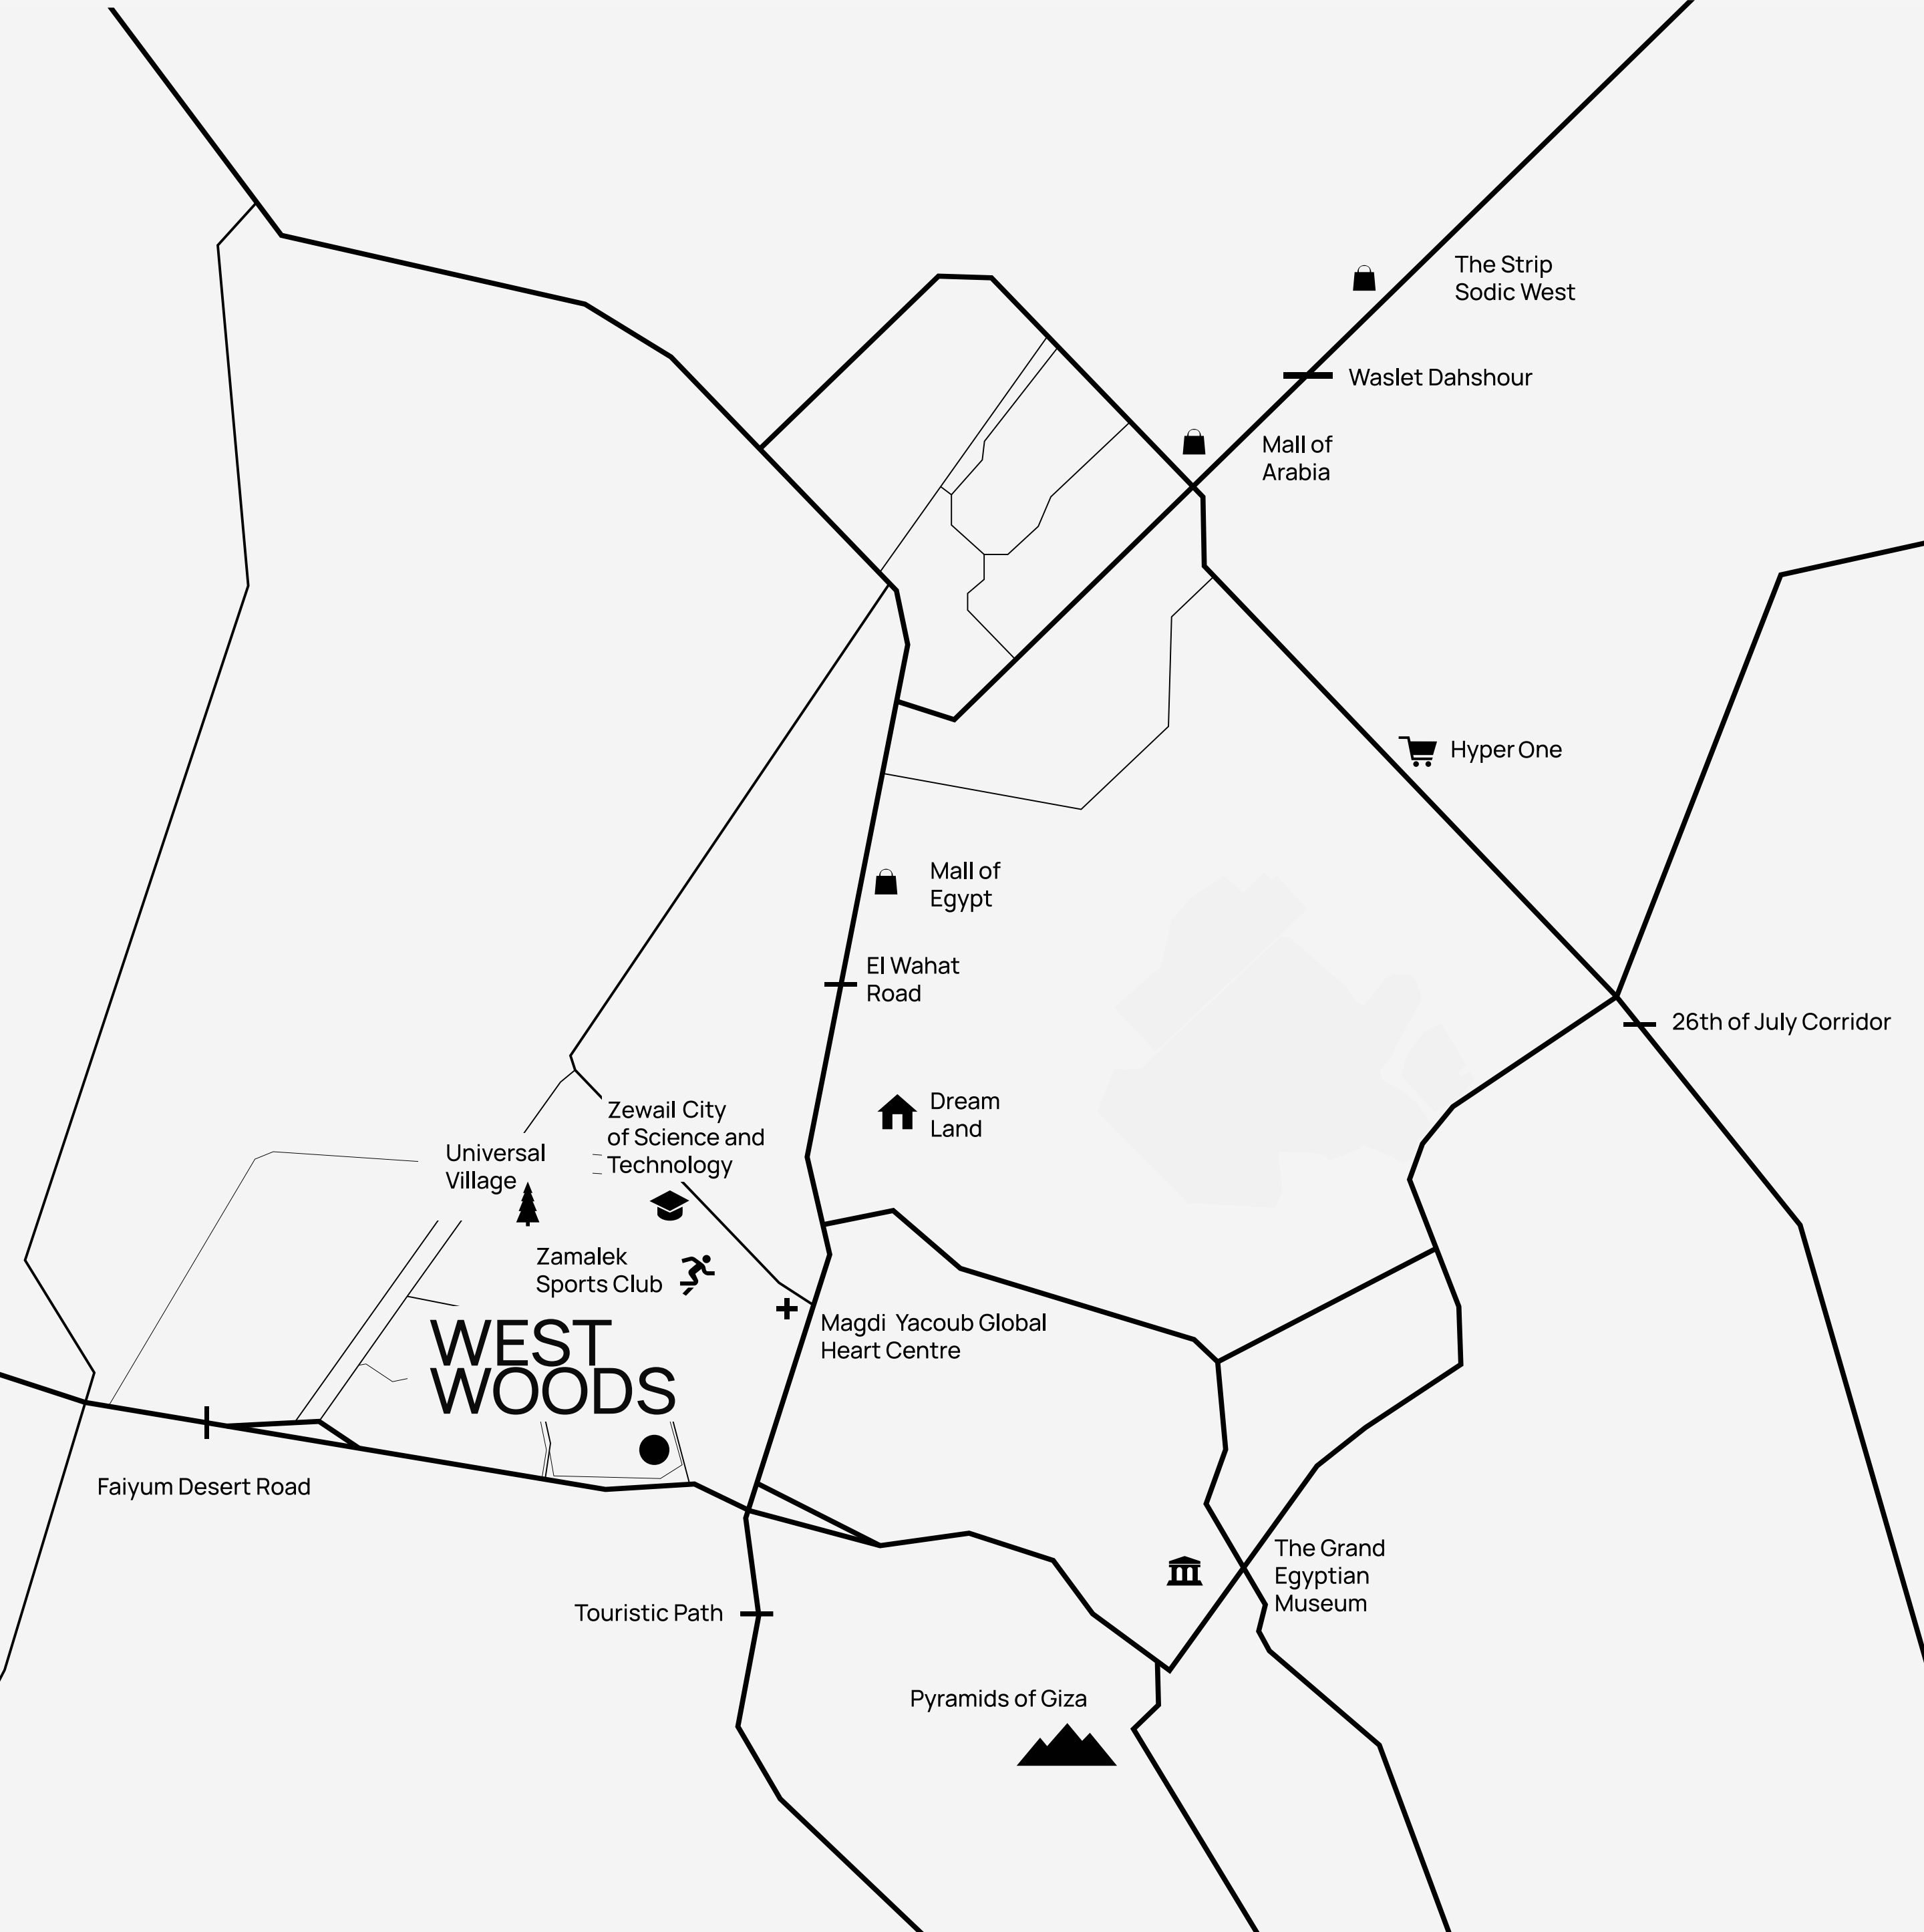 The Strip
Sodic West
Waslet Dahshour
Mall of
Arabia
Hyper One
Mall of
Egypt
El Wahat
Road
26th of July Corridor
Dream
Land
Zewail City
of Science and
Technology
Universal
Village
Zamalek
Sports Club
Magdi Yacoub Global
Heart Centre
WEST
WOODS
Faiyum Desert Road
The Grand
Egyptian
Museum
Touristic Path
Pyramids of Giza